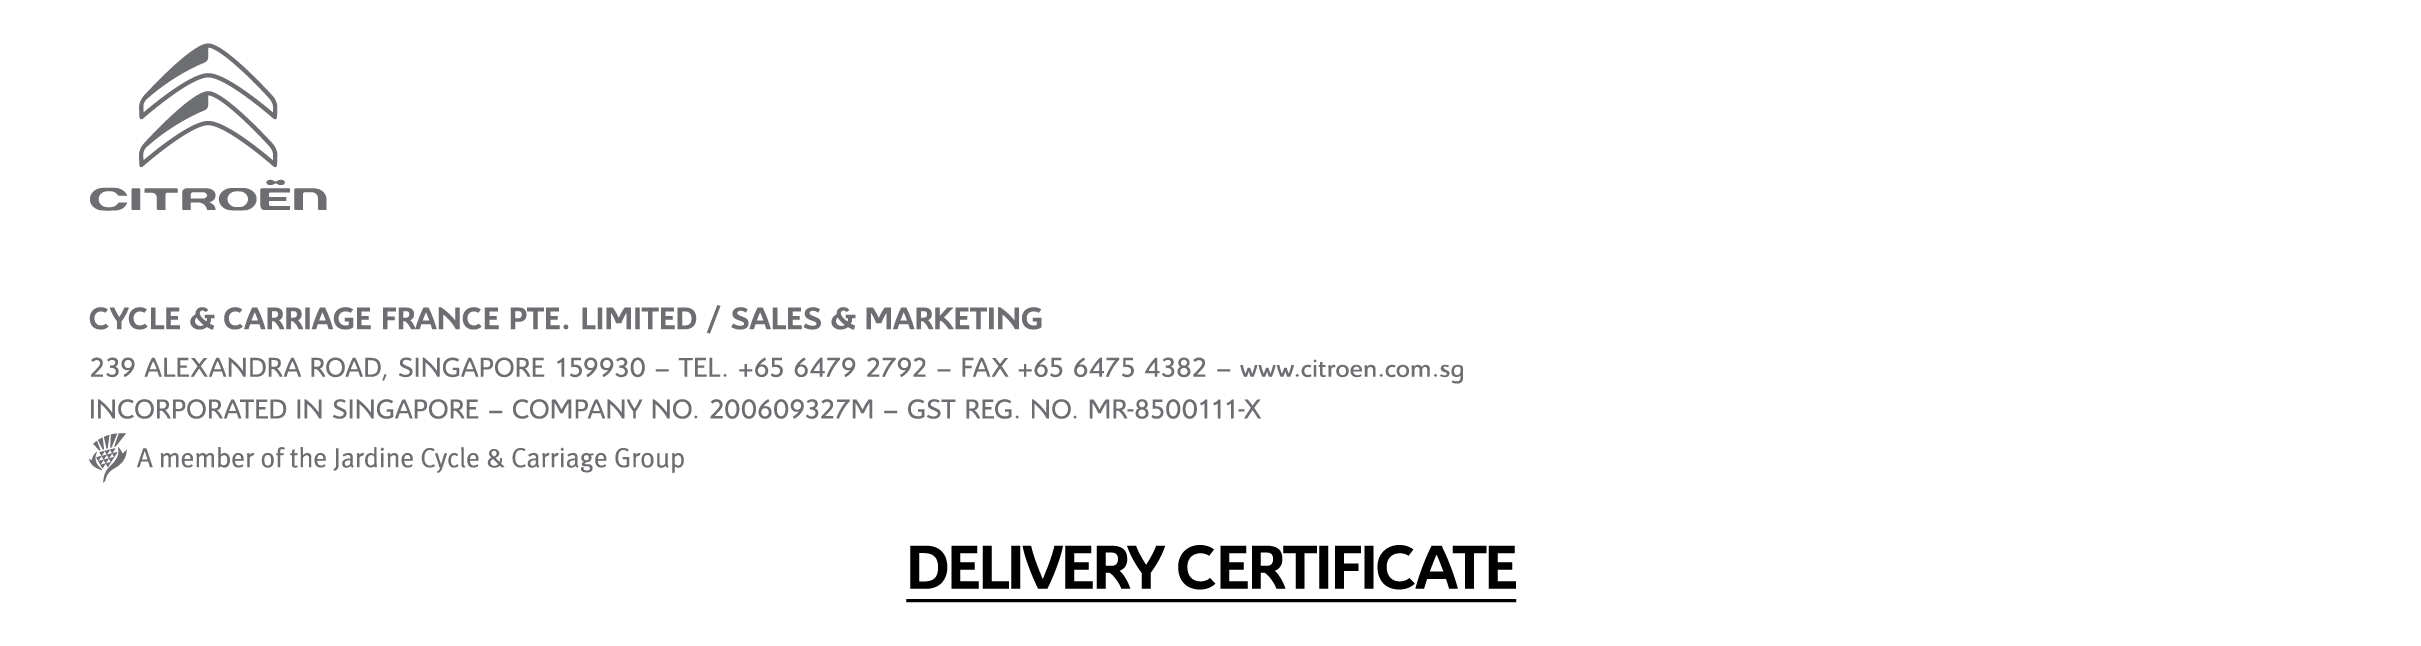 CITROËN
CYCLE & CARRIAGE FRANCE PTE. LIMITED / SALES & MARKETING
239 ALEXANDRA ROAD, SINGAPORE 159930 – TEL. +65 6479 2792 – FAX +65 6475 4382 – www.citroen.com.sg
INCORPORATED IN SINGAPORE – COMPANY NO. 200609327M – GST REG. NO. MR-8500111-X
A member of the Jardine Cycle & Carriage Group
DELIVERY CERTIFICATE